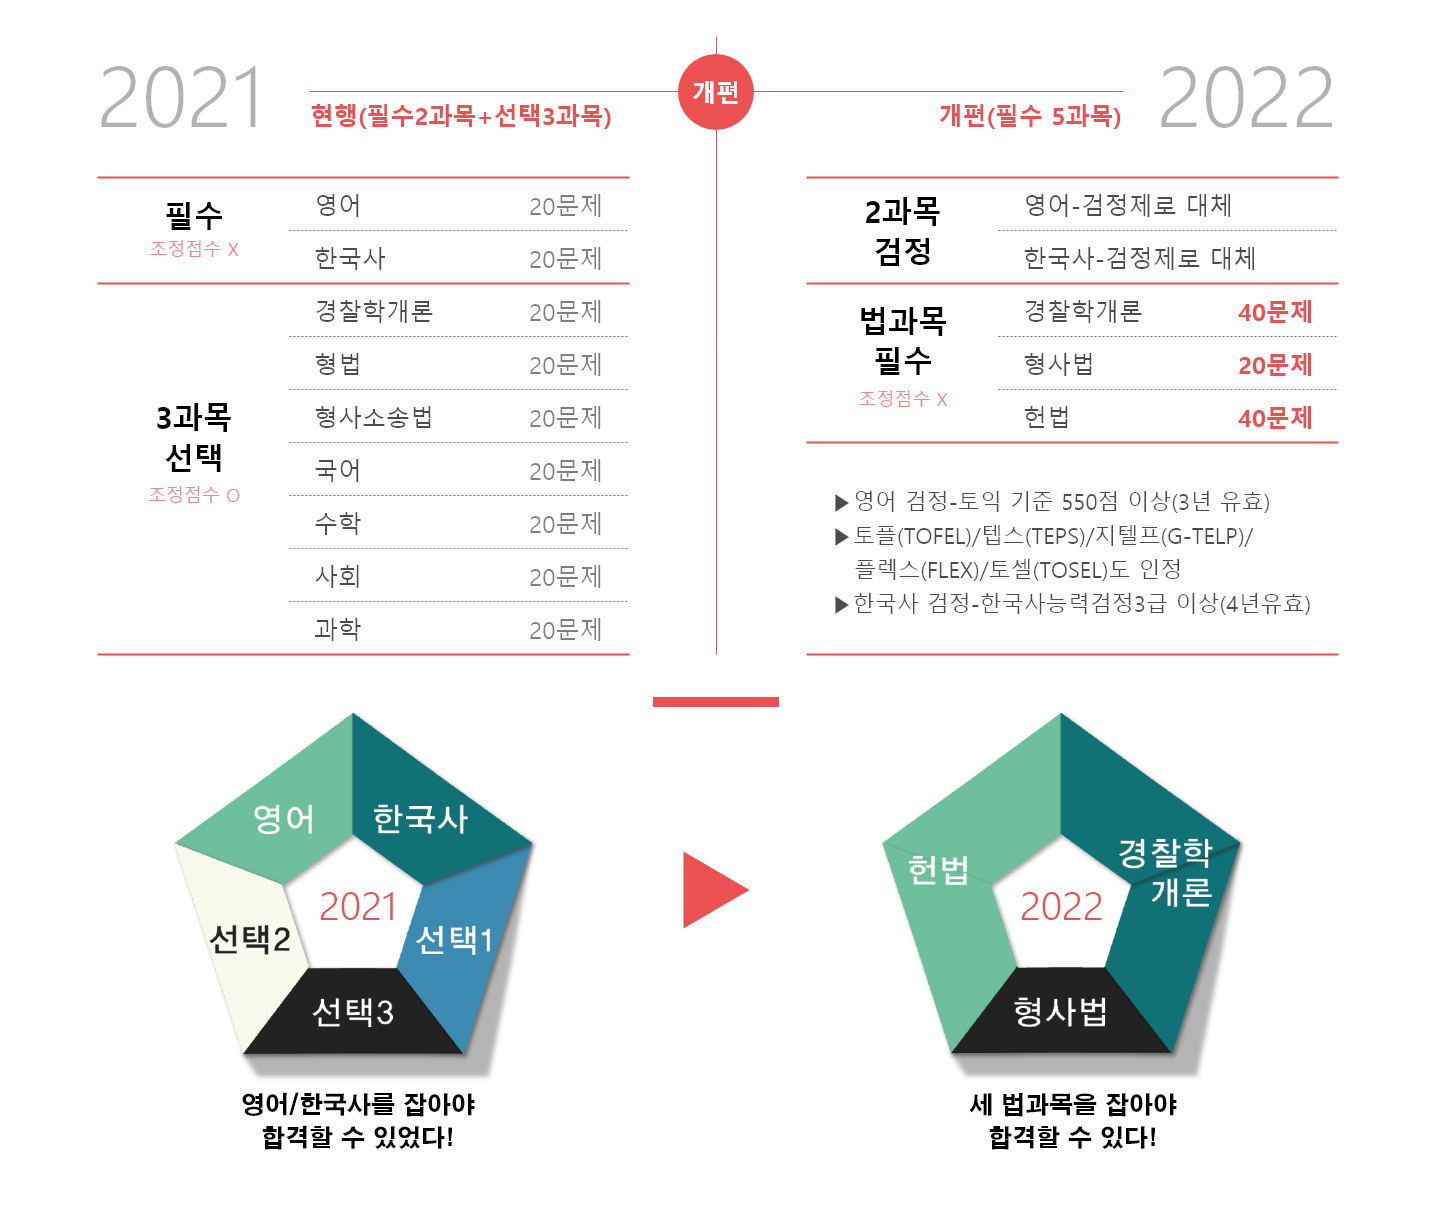 2021
현행(필수2과목+선택3과목)
개편
개편(필수 5과목)
2022
필수
조정점수 X
영어 20문제
한국사 20문제
3과목
선택
조정점수 O
경찰학개론 20문제
형법 20문제
형사소송법 20문제
국어 20문제
수학 20문제
사회 20문제
과학 20문제
2과목
검정
영어-검정제로 대체
한국사-검정제로 대체
법과목
필수
조정점수 X
경찰학개론 40문제
형사법 20문제
헌법 40문제
▶영어 검정-토익 기준 550점 이상(3년 유효)
▶토플(TOFEL)/텝스(TEPS)/지텔프(G-TELP)/
플렉스(FLEX)/토셀(TOSEL)도 인정
▶한국사 검정-한국사능력검정3급 이상(4년유효)
영어
한국사
2021
선택2
선택1
선택3
영어/한국사를 잡아야
합격할 수 있었다!
헌법
경찰학
개론
2022
형사법
세 법과목을 잡아야
합격할 수 있다!